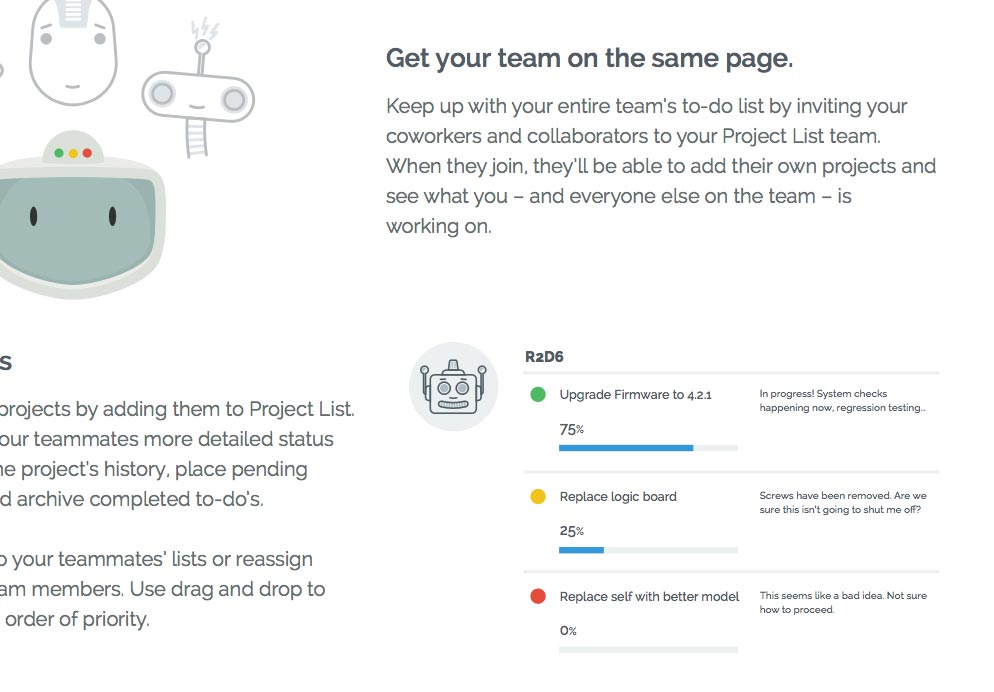 Get your team on the same page.
Keep up with your entire team's to-do list by inviting your
coworkers and collaborators to your Project List team.
When they join, they'll be able to add their own projects and
see what you – and everyone else on the team – is
working on.
s
projects by adding them to Project List.
our teammates more detailed status
project's history, place pending
archive completed to-do's.
your teammates' lists or reassign
members. Use drag and drop to
order of priority.
R2D6
Upgrade Firmware to 4.2.1
In progress! System checks
happening now, regression testing..
75%
Replace logic board
Screws have been removed. Are we
sure this isn't going to shut me off?
25%
Replace self with better model
This seems like a bad idea. Not sure
how to proceed.
0%